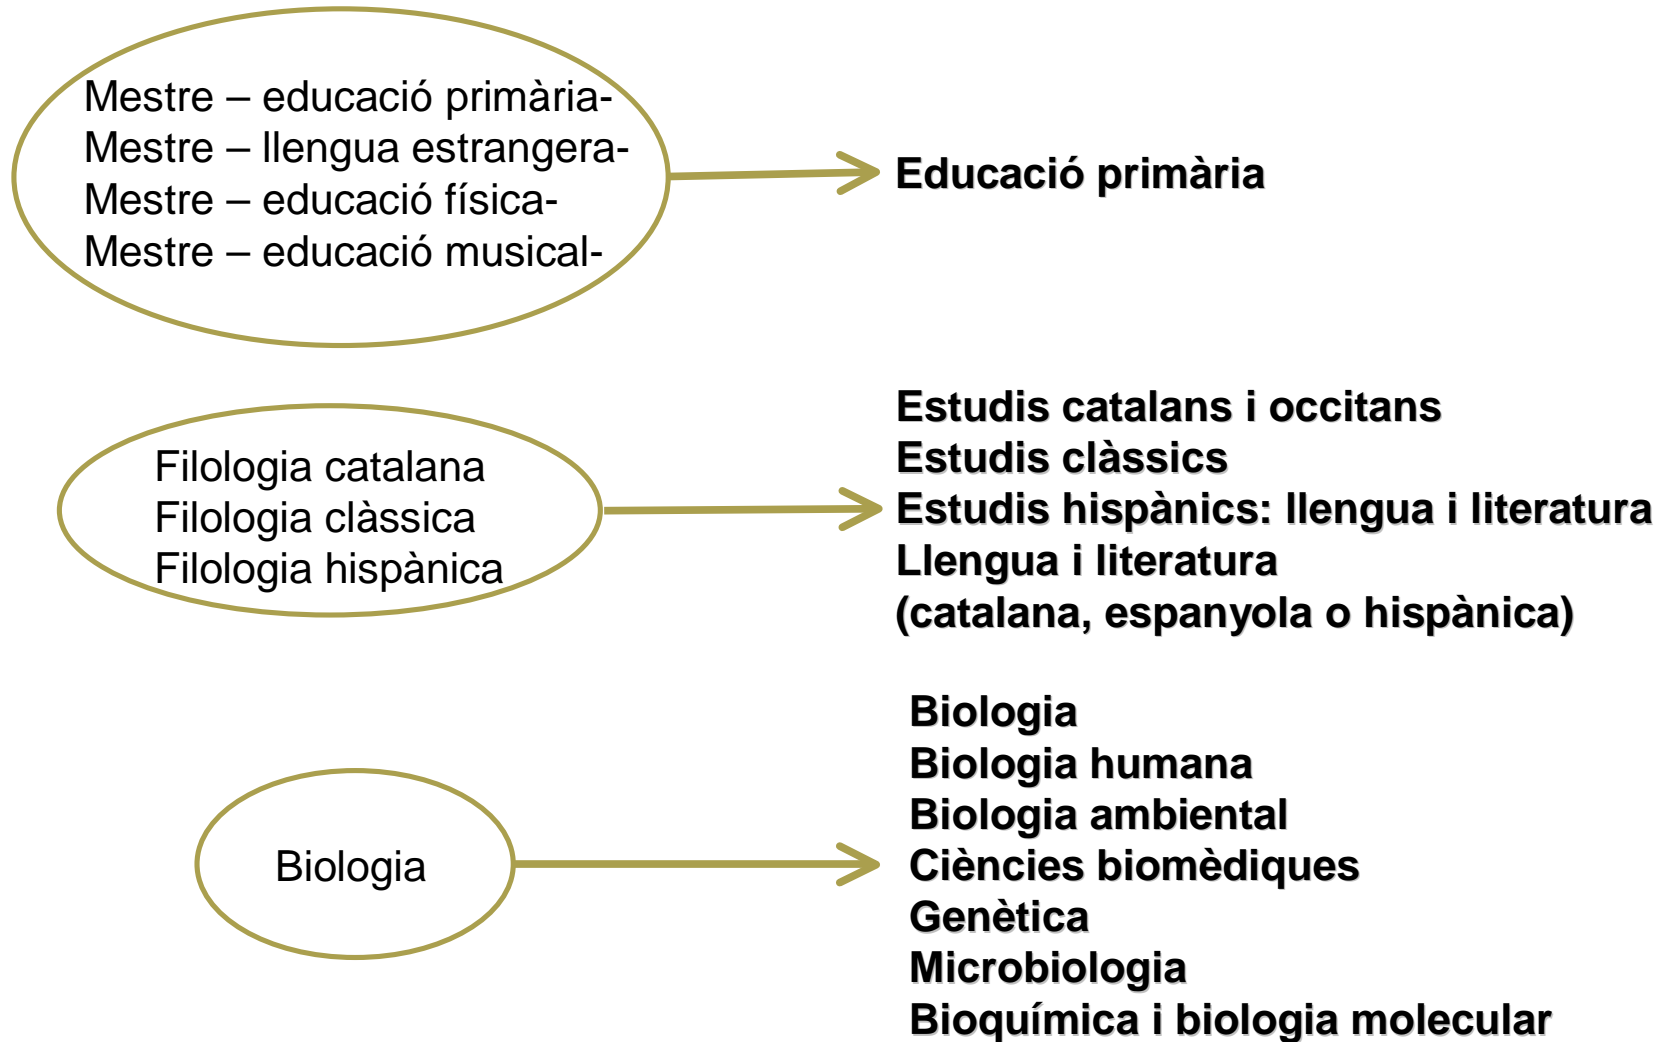 Mestre – educació primària-
Mestre – llengua estrangera-
Mestre – educació física-
Mestre – educació musical-
Educació primària
Filologia catalana
Filologia clàssica
Filologia hispànica
Estudis catalans i occitans
Estudis clàssics
Estudis hispànics: llengua i literatura
Llengua i literatura
(catalana, espanyola o hispànica)
Biologia
Biologia
Biologia humana
Biologia ambiental
Ciències biomèdiques
Genètica
Microbiologia
Bioquímica i biologia molecular